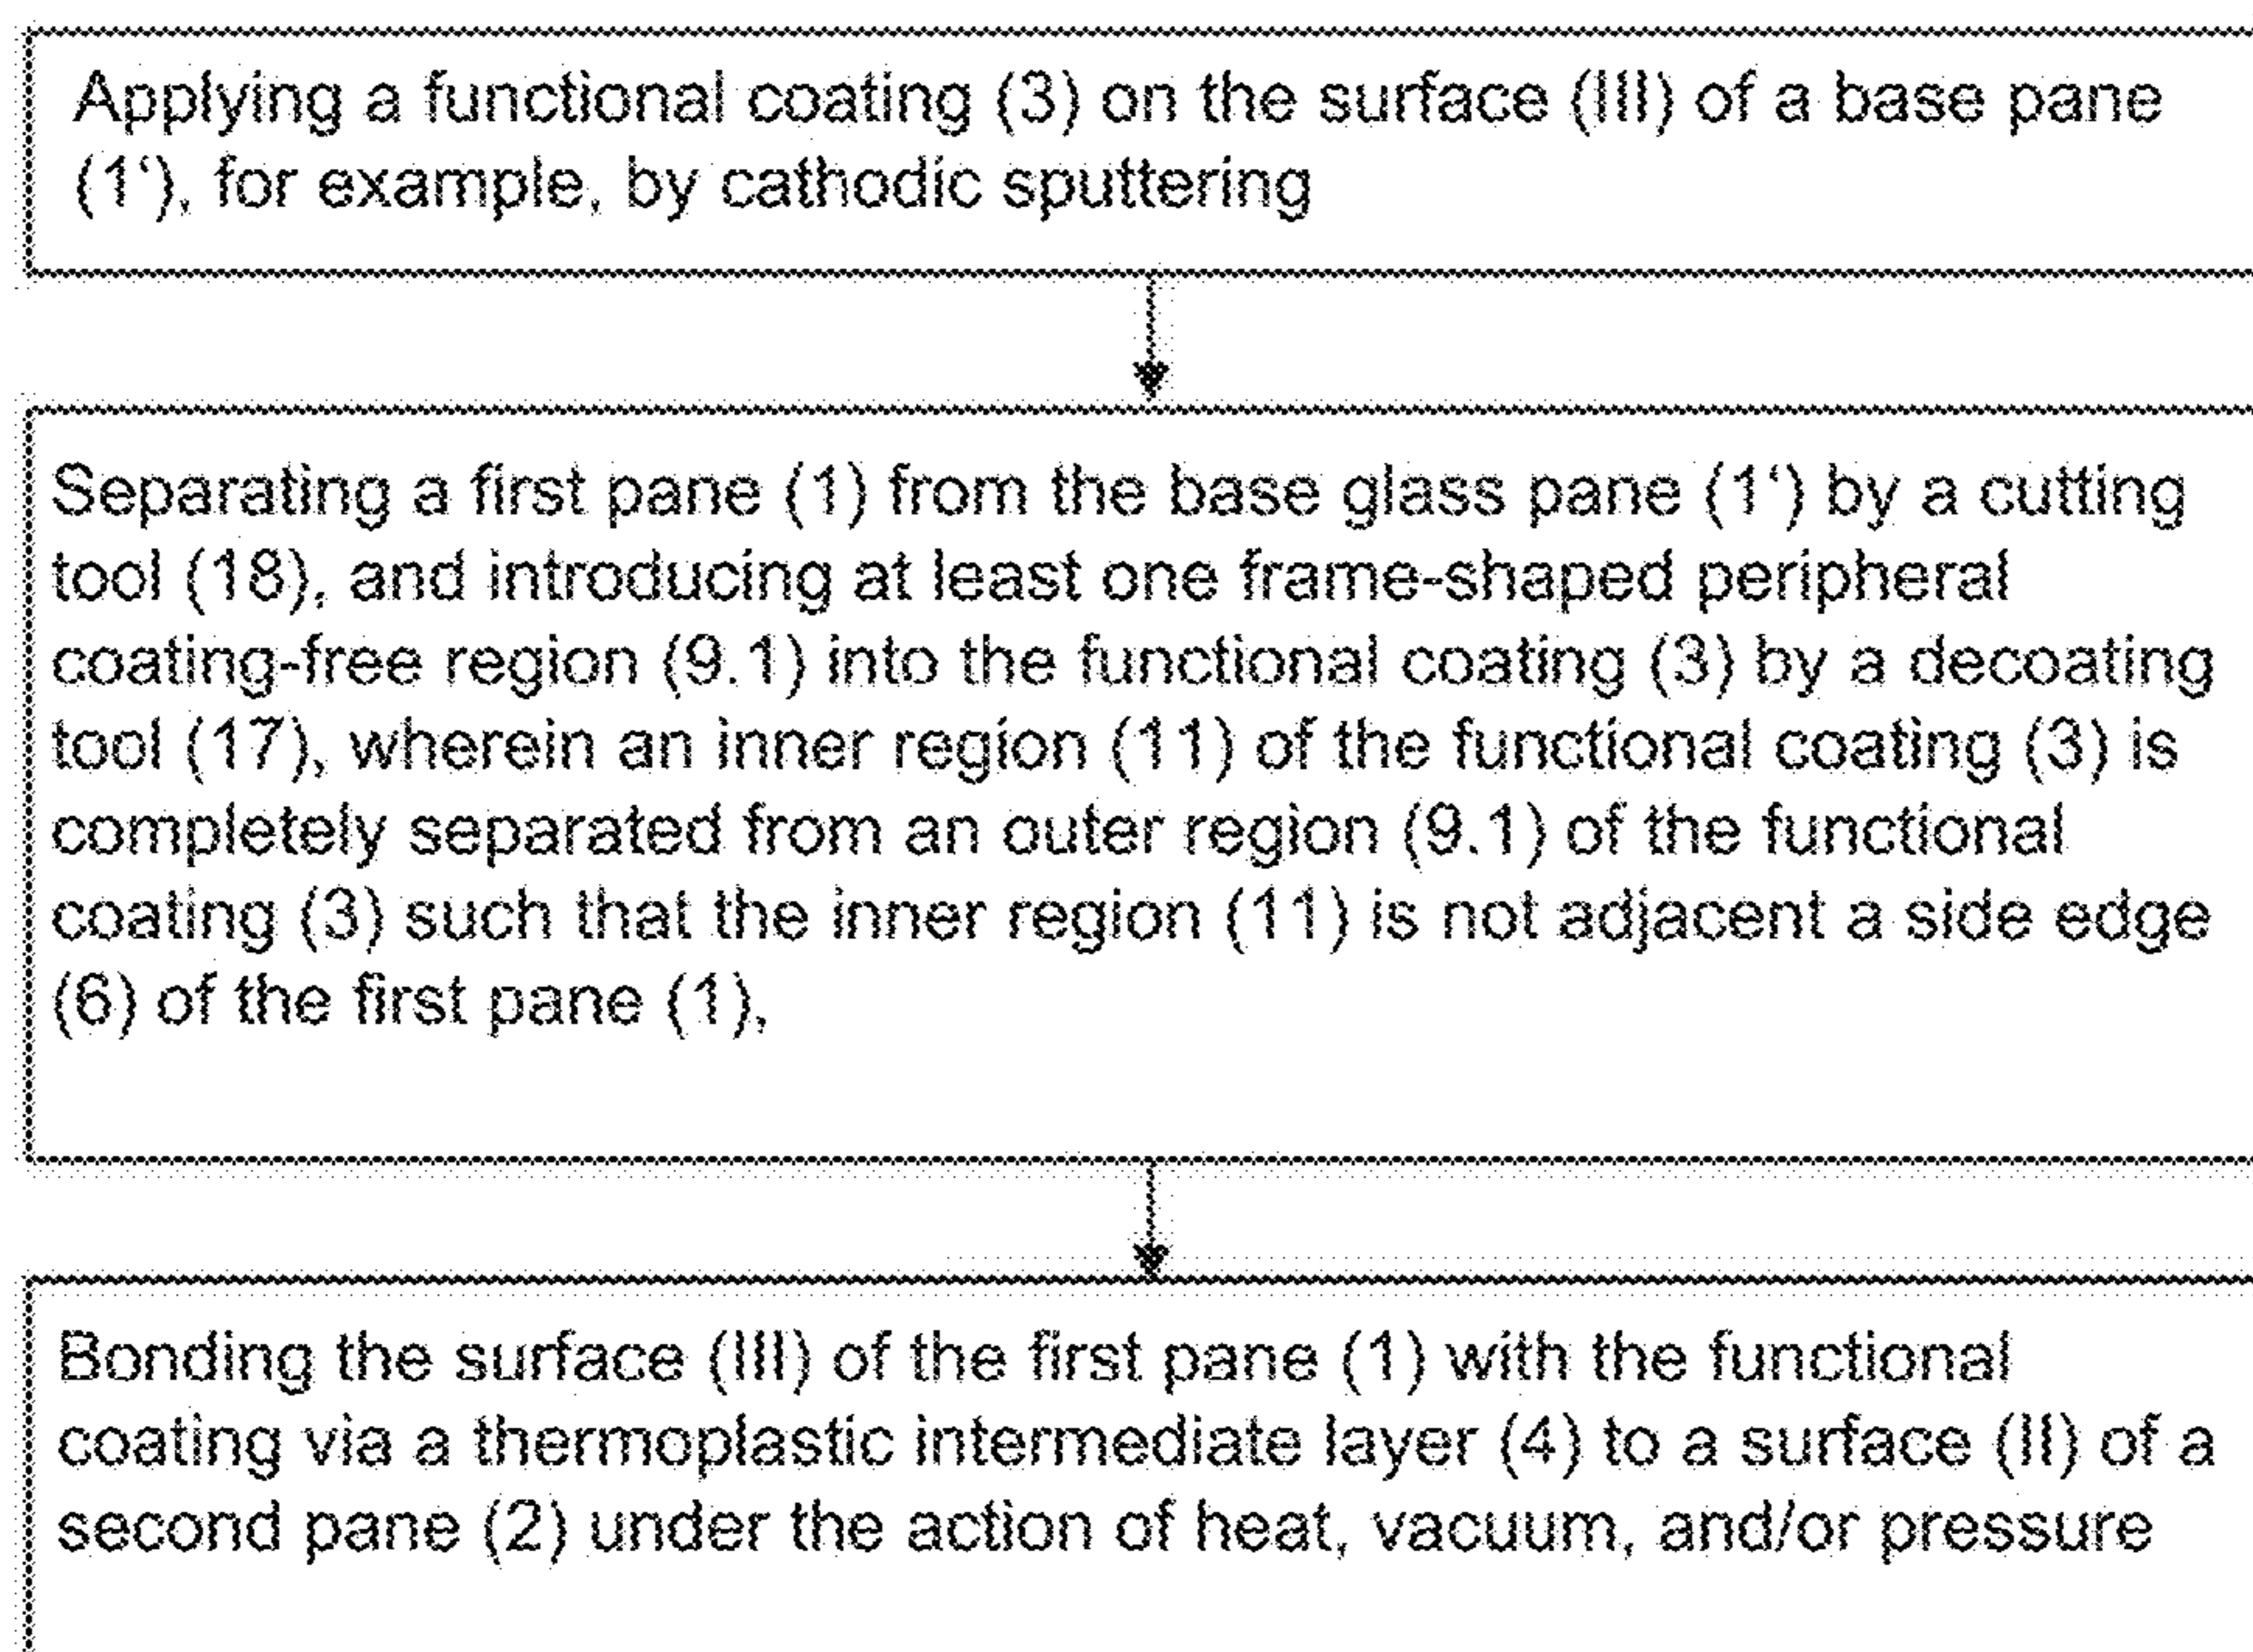 Applying a functional coating (3) on the surface (III) of a base pane
(1‘), for example, by cathodic sputtering
Separating a first pane (1) from the base glass pane (1‘) by a cutting
tool (18), and introducing at least one frame-shaped peripheral
coating-free region (9.1) into the functional coating (3) by a decoating
tool (17), wherein an inner region (11) of the functional coating (3) is
completely separated from an outer region (9.1) of the functional
coating (3) such that the inner region (11) is not adjacent a side edge
(6) of the first pane (1),
Bonding the surface (III) of the first pane (1) with the functional
coating via a thermoplastic intermediate layer (4) to a surface (II) of a
second pane (2) under the action of heat, vacuum, and/or pressure